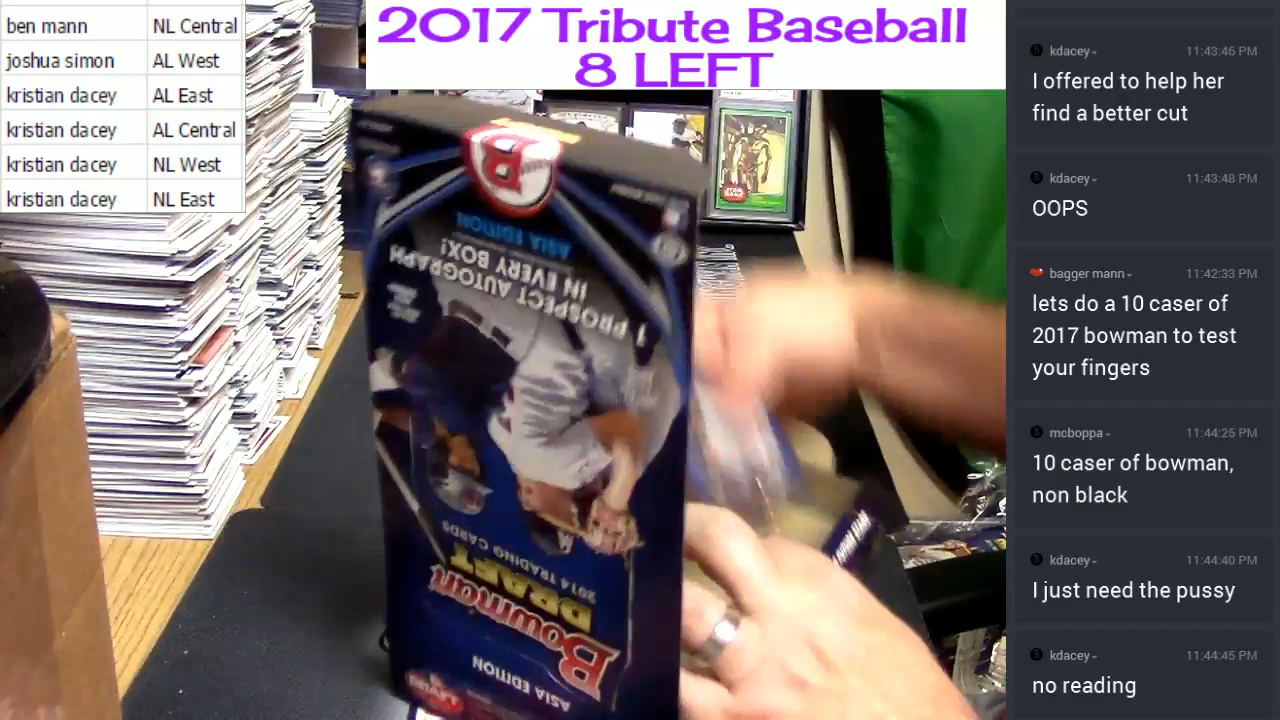 ben mann NL Central
joshua simon AL West
kristian dacey AL East
kristian dacey AL Central
kristian dacey NL West
kristian dacey NL East
2017 Tribute Baseball
8 LEFT
B
ASIA EDITION
1 PROSPECT AUTOGRAPH
IN EVERY BOX!
2014 TRADING CARDS
DRAFT
Bowman
ASIA EDITION
STAR
WARS
kdacey 11:43:46 PM
I offered to help her
find a better cut
kdacey 11:43:48 PM
OOPS
bagger mann 11:42:33 PM
lets do a 10 caser of
2017 bowman to test
your fingers
mcboppa 11:44:25 PM
10 caser of bowman,
non black
kdacey 11:44:40 PM
I just need the pussy
kdacey 11:44:45 PM
no reading